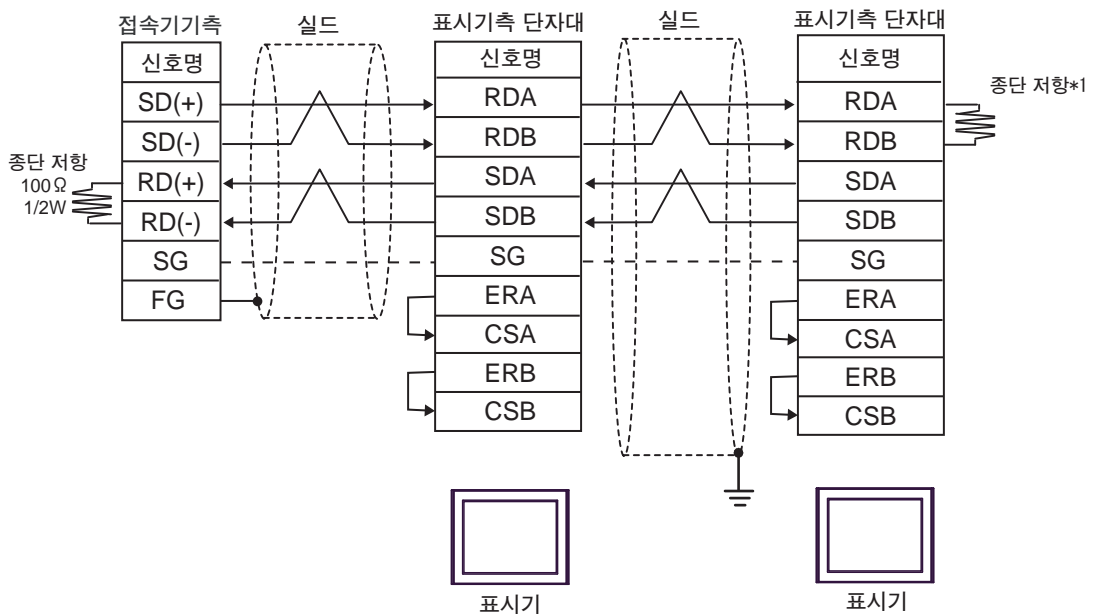 접속기기측
신호명
SD(+)
SD(-)
RD(+)
RD(-)
SG
FG
종단 저항
100Ω
1/2W
실드
표시기측 단자대
신호명
RDA
RDB
SDA
SDB
SG
ERA
CSA
ERB
CSB
표시기
실드
표시기측 단자대
신호명
RDA
RDB
SDA
SDB
SG
ERA
CSA
ERB
CSB
종단 저항*1
표시기